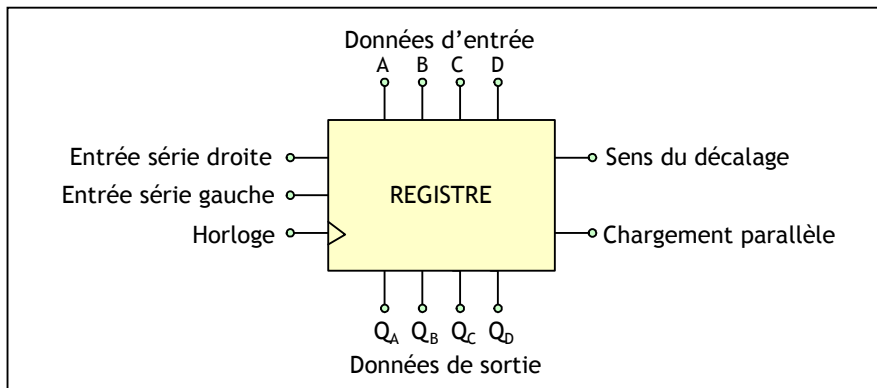 Données d’entrée
A B C D
Entrée série droite
Sens du décalage
Entrée série gauche
REGISTRE
Horloge
Chargement parallèle
QA QB QC QD
Données de sortie